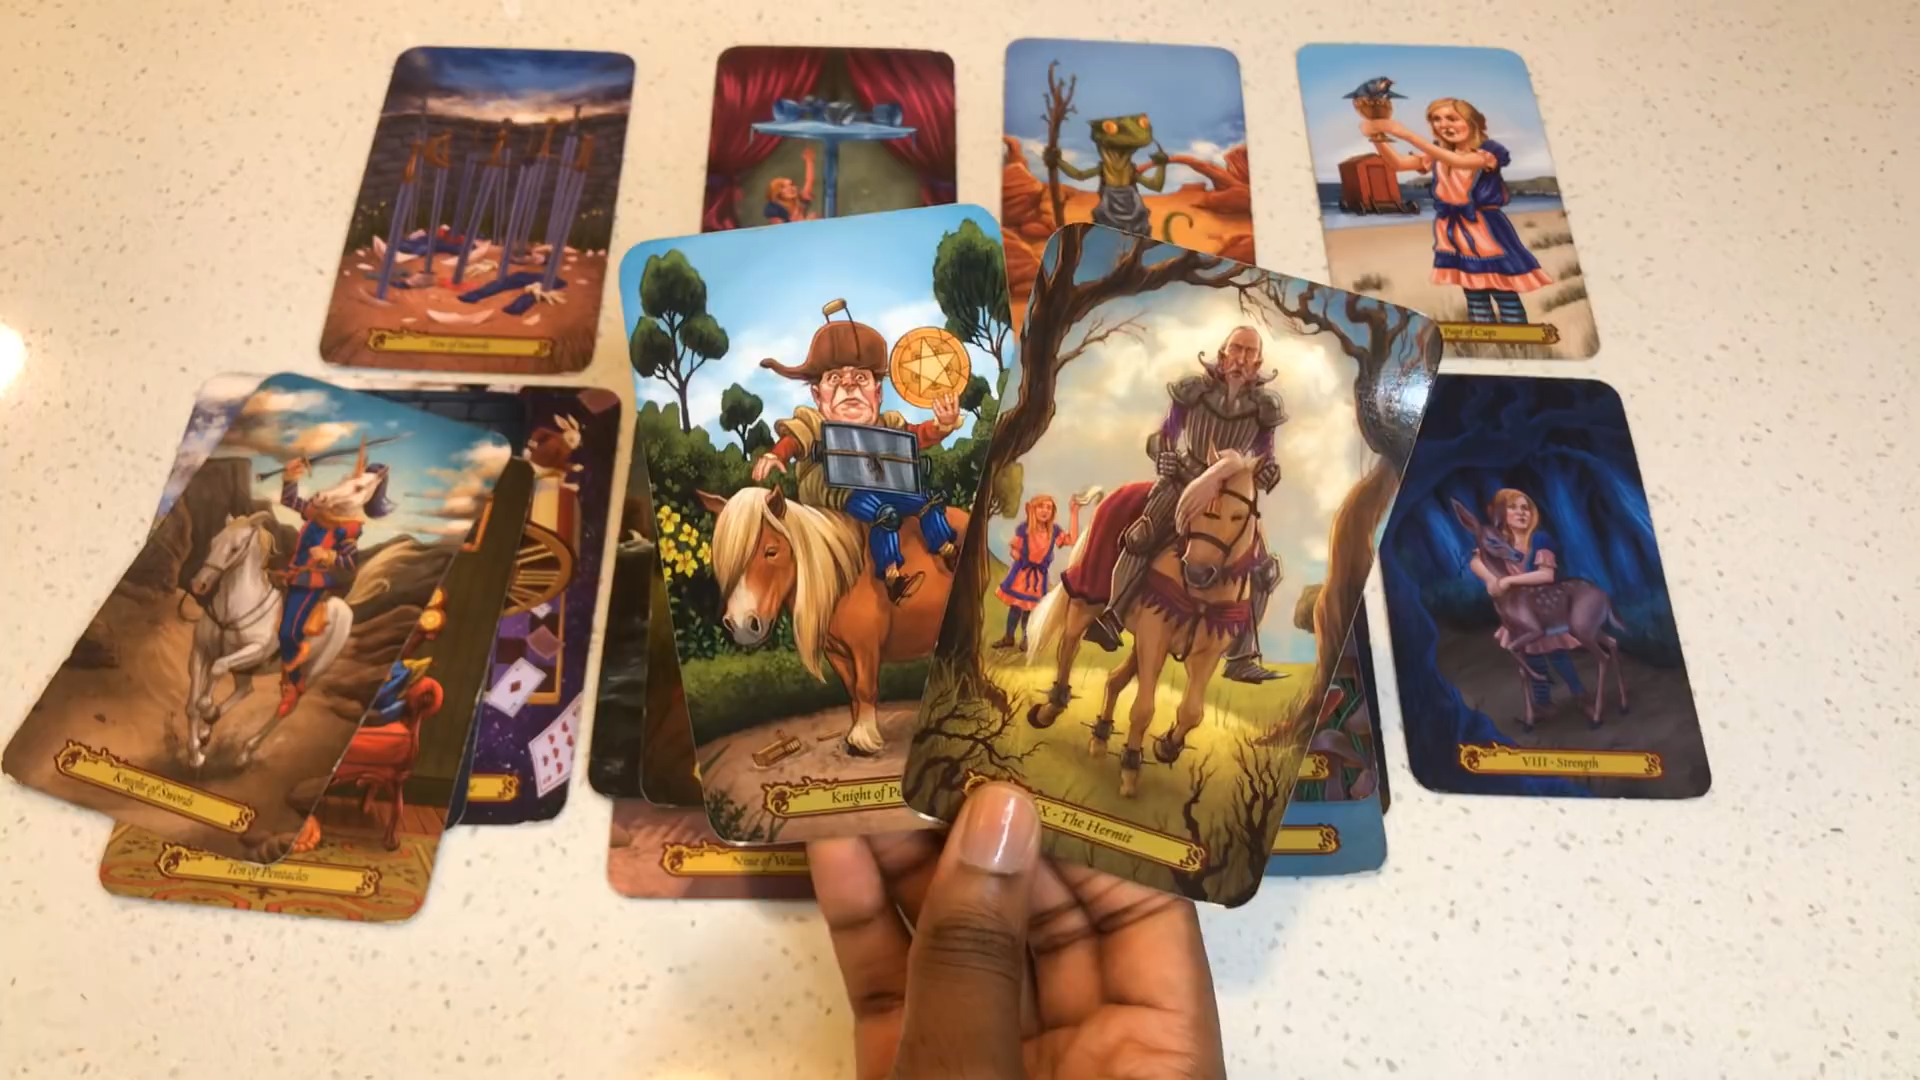 Ten of Swords
Page of Cups
Knight of Swords
Ten of Pentacles
Nine of Wand
Knight of Pe
X - The Hermit
VIII - Strength